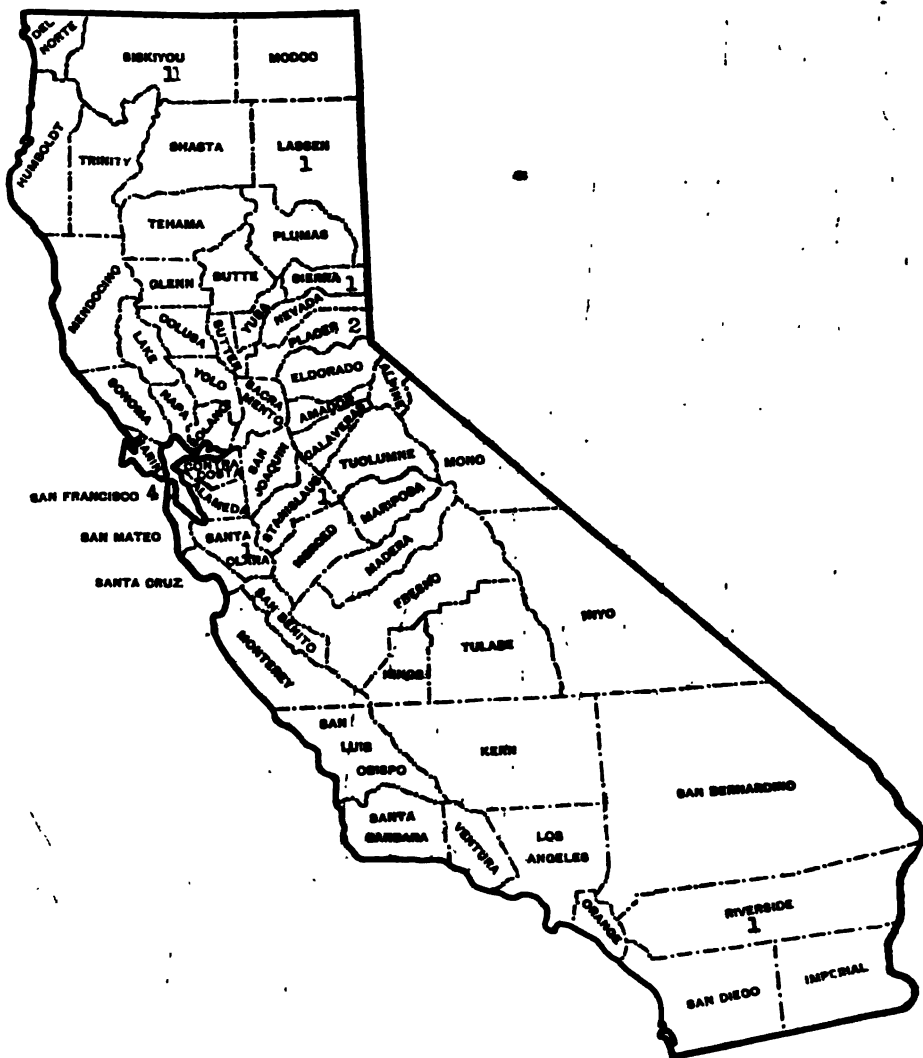 DEL
NORTE
SISKIYOU
11
MODOC
HUMBOLDT
TRINITY
SHASTA
LASSEN
1
TEHAMA
PLUMAS
MENDOCINO
GLENN
BUTTE
SIERRA 1
COLUSA
SUTTER
YUBA
NEVADA
PLACER 2
LAKE
SONOMA
NAPA
YOLO
SOLANO
SACRA
MENTO
ELDORADO
ALPINE
AMADOR
CALAVERAS
MARIN
CONTRA
COSTA
SAN
JOAQUIN
TUOLUMNE
MONO
SAN FRANCISCO 4
ALAMEDA
STANISLAUS
1
MARIPOSA
SAN MATEO
SANTA
1
CLARA
MERCED
MADERA
SANTA CRUZ
SAN BENITO
FRESNO
INYO
MONTEREY
KINGS
TULARE
SAN
LUIS
OBISPO
KERN
SAN BERNARDINO
SANTA
BARBARA
VENTURA
LOS
ANGELES
ORANGE
RIVERSIDE
1
SAN DIEGO
IMPERIAL